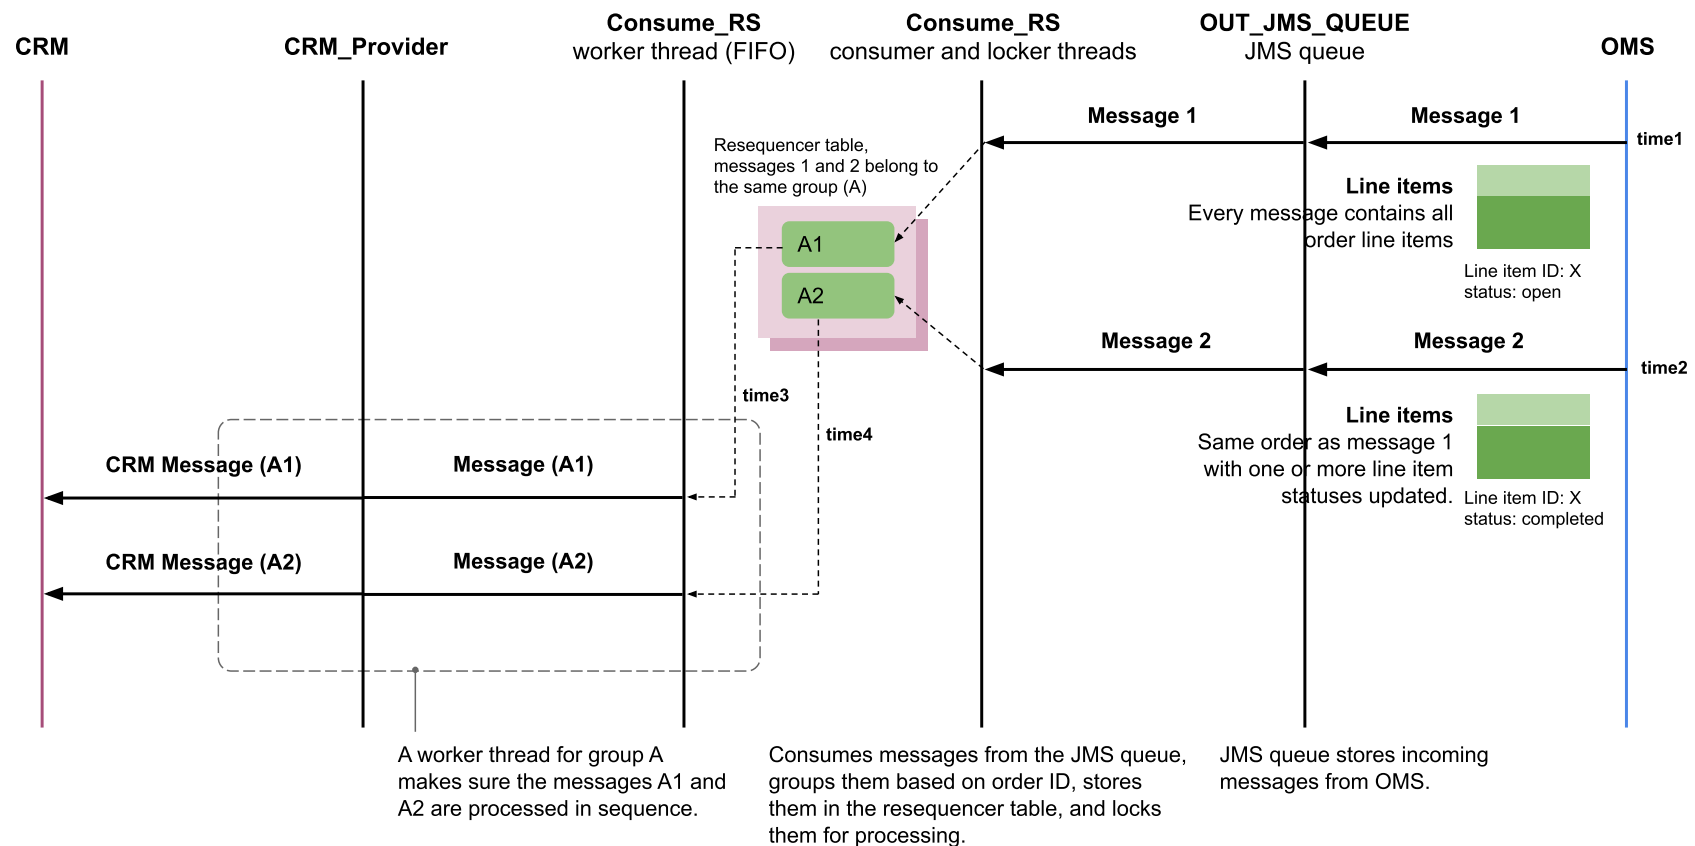 CRM
CRM_Provider
Consume_RS
worker thread (FIFO)
Consume_RS
consumer and locker threads
OUT_JMS_QUEUE
JMS queue
OMS
Message 1
Message 1
time1
Resequencer table,
messages 1 and 2 belong to
the same group (A)
A1
A2
Line items
Every message contains all
order line items
Line item ID: X
status: open
Message 2
Message 2
time2
Line items
Same order as message 1
with one or more line item
statuses updated.
Line item ID: X
status: completed
time3
time4
CRM Message (A1)
Message (A1)
CRM Message (A2)
Message (A2)
A worker thread for group A
makes sure the messages A1 and
A2 are processed in sequence.
Consumes messages from the JMS queue,
groups them based on order ID, stores
them in the resequencer table, and locks
them for processing.
JMS queue stores incoming
messages from OMS.